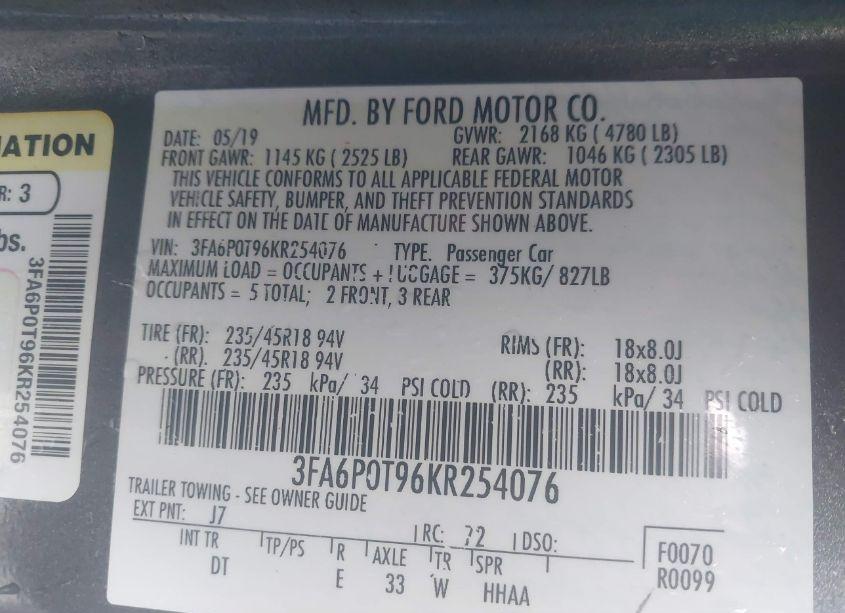 MFD. BY FORD MOTOR CO.
DATE: 05/19 GVWR: 2168 KG ( 4780 LB)
FRONT GAWR: 1145 KG ( 2525 LB) REAR GAWR: 1046 KG ( 2305 LB)
THIS VEHICLE CONFORMS TO ALL APPLICABLE FEDERAL MOTOR
VEHICLE SAFETY, BUMPER, AND THEFT PREVENTION STANDARDS
IN EFFECT ON THE DATE OF MANUFACTURE SHOWN ABOVE.
VIN: 3FA6P0T96KR254076 TYPE. Passenger Car
MAXIMUM LOAD = OCCUPANTS + LUGGAGE = 375KG/ 827LB
OCCUPANTS = 5 TOTAL; 2 FRONT, 3 REAR
TIRE (FR): 235/45R18 94V RIMS (FR): 18x8.0J
(RR). 235/45R18 94V (RR): 18x8.0J
PRESSURE (FR): 235 kPa/ 34 PSI COLD (RR): 235 kPa/ 34 PSI COLD
3FA6P0T96KR254076
TRAILER TOWING - SEE OWNER GUIDE
EXT PNT: J7 RC: 72 DSO:
INT TR TP/PS R AXLE TR SPR F0070
DT E 33 W HHAA R0099
MATION
R: 3
bs.
3FA6P0T96KR254076